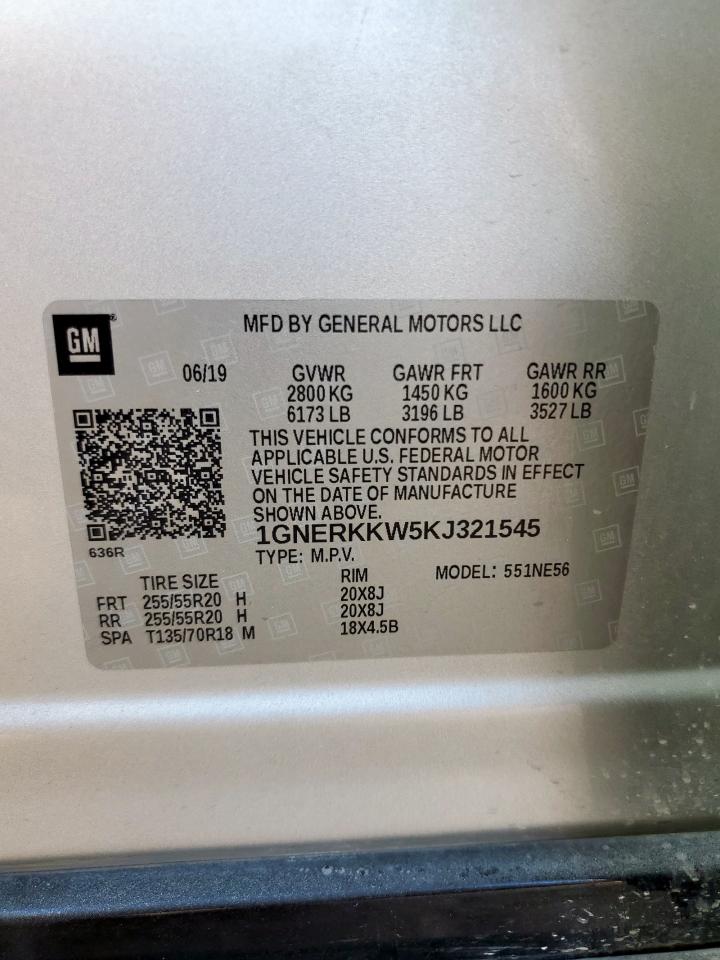 GM
MFD BY GENERAL MOTORS LLC
06/19 GVWR GAWR FRT GAWR RR
2800 KG 1450 KG 1600 KG
6173 LB 3196 LB 3527 LB
THIS VEHICLE CONFORMS TO ALL
APPLICABLE U.S. FEDERAL MOTOR
VEHICLE SAFETY STANDARDS IN EFFECT
ON THE DATE OF MANUFACTURE
SHOWN ABOVE.
1GNERKKW5KJ321545
636R
TYPE: M.P.V.
TIRE SIZE RIM MODEL: 551NE56
FRT 255/55R20 H 20X8J
RR 255/55R20 H 20X8J
SPA T135/70R18 M 18X4.5B